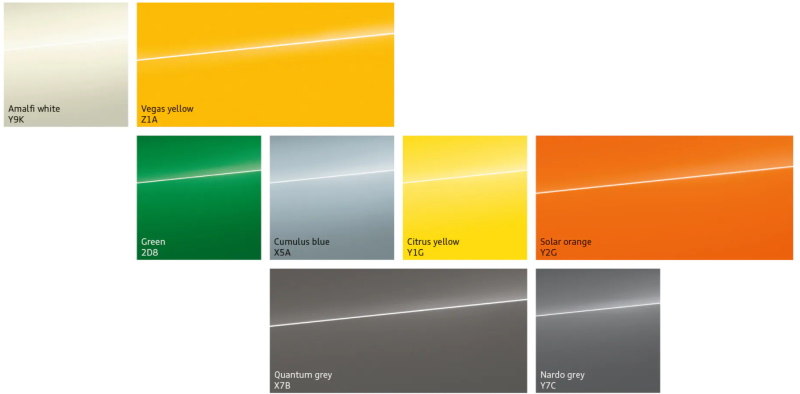 Amalfi white
Y9K
Vegas yellow
Z1A
Green
2D8
Cumulus blue
X5A
Citrus yellow
Y1G
Solar orange
Y2G
Quantum grey
X7B
Nardo grey
Y7C